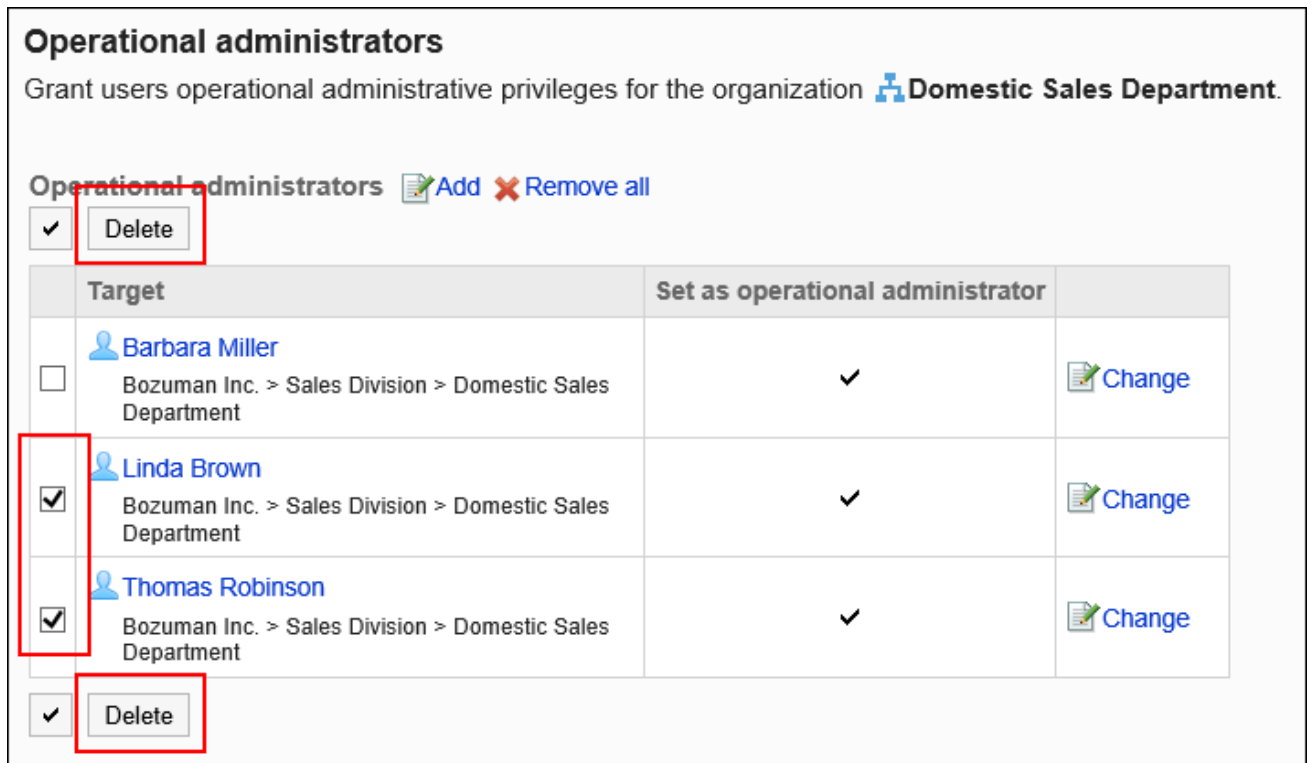 Operational administrators
Grant users operational administrative privileges for the organization Domestic Sales Department.
Operational administrators Add Remove all
Delete
Target Set as operational administrator
Barbara Miller
Bozuman Inc. > Sales Division > Domestic Sales
Department
Change
Linda Brown
Bozuman Inc. > Sales Division > Domestic Sales
Department
Change
Thomas Robinson
Bozuman Inc. > Sales Division > Domestic Sales
Department
Change
Delete